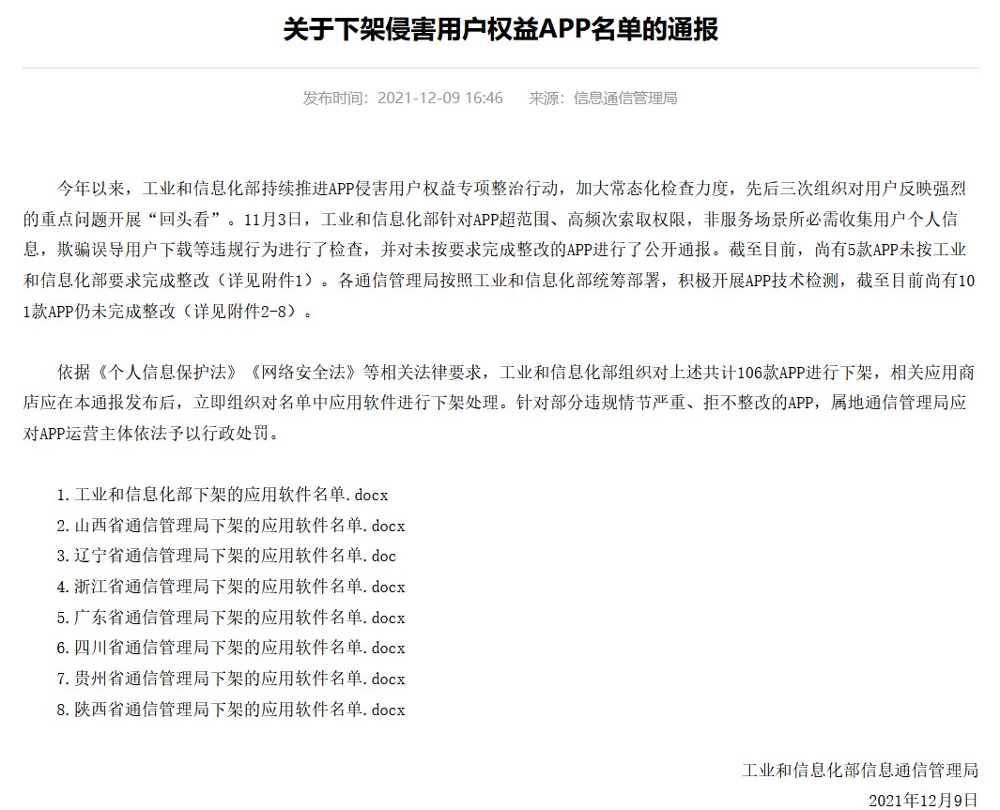 关于下架侵害用户权益APP名单的通报
发布时间：2021-12-09 16:46 来源：信息通信管理局
今年以来，工业和信息化部持续推进APP侵害用户权益专项整治行动，加大常态化检查力度，先后三次组织对用户反映强烈
的重点问题开展“回头看”。11月3日，工业和信息化部针对APP超范围、高频次索取权限，非服务场景所必需收集用户个人信
息，欺骗误导用户下载等违规行为进行了检查，并对未按要求完成整改的APP进行了公开通报。截至目前，尚有5款APP未按工业
和信息化部要求完成整改（详见附件1）。各通信管理局按照工业和信息化部统筹部署，积极开展APP技术检测，截至目前尚有10
1款APP仍未完成整改（详见附件2-8）。
依据《个人信息保护法》《网络安全法》等相关法律要求，工业和信息化部组织对上述共计106款APP进行下架，相关应用商
店应在本通报发布后，立即组织对名单中应用软件进行下架处理。针对部分违规情节严重、拒不整改的APP，属地通信管理局应
对APP运营主体依法予以行政处罚。
1.工业和信息化部下架的应用软件名单.docx
2.山西省通信管理局下架的应用软件名单.docx
3.辽宁省通信管理局下架的应用软件名单.doc
4.浙江省通信管理局下架的应用软件名单.docx
5.广东省通信管理局下架的应用软件名单.docx
6.四川省通信管理局下架的应用软件名单.docx
7.贵州省通信管理局下架的应用软件名单.docx
8.陕西省通信管理局下架的应用软件名单.docx
工业和信息化部信息通信管理局
2021年12月9日